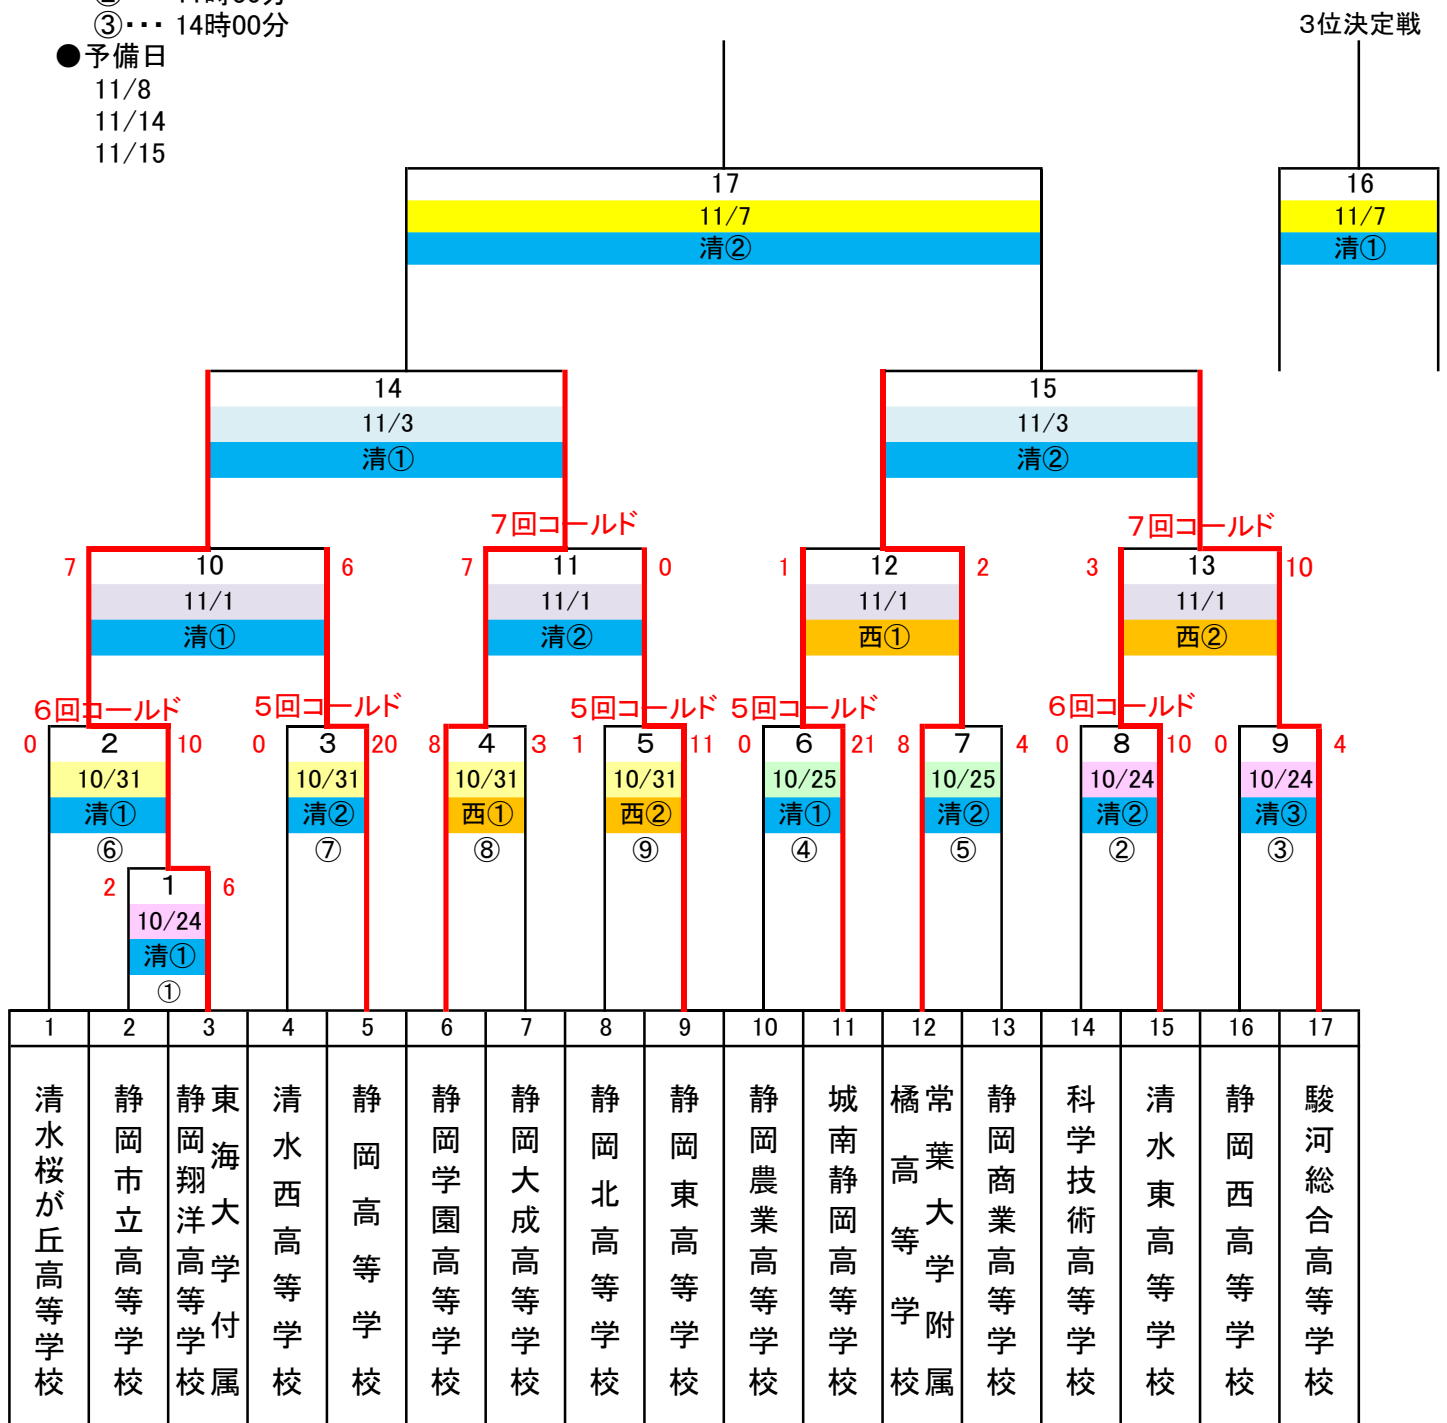 ③･･･ 14時00分
●予備日
11/8
11/14
11/15
3位決定戦
17
11/7
清②
16
11/7
清①
14
11/3
清①
15
11/3
清②
7回コールド
7回コールド
7 10 6
11/1
清①
7 11 0
11/1
清②
1 12 2
11/1
西①
3 13 10
11/1
西②
6回コールド
5回コールド
5回コールド
5回コールド
6回コールド
0 2 10
10/31
清①
⑥
0 3 20
10/31
清②
⑦
8 4 3
10/31
西①
⑧
1 5 11
10/31
西②
⑨
0 6 21
10/25
清①
④
8 7 4
10/25
清②
⑤
0 8 10
10/24
清②
②
0 9 4
10/24
清③
③
2 1 6
10/24
清①
①
1 2 3 4 5 6 7 8 9 10 11 12 13 14 15 16 17
清水桜が丘高等学校
静岡市立高等学校
東海大学付属
静岡翔洋高等学校
清水西高等学校
静岡高等学校
静岡学園高等学校
静岡大成高等学校
静岡北高等学校
静岡東高等学校
静岡農業高等学校
城南静岡高等学校
常葉大学附属
橘高等学校
静岡商業高等学校
科学技術高等学校
清水東高等学校
静岡西高等学校
駿河総合高等学校